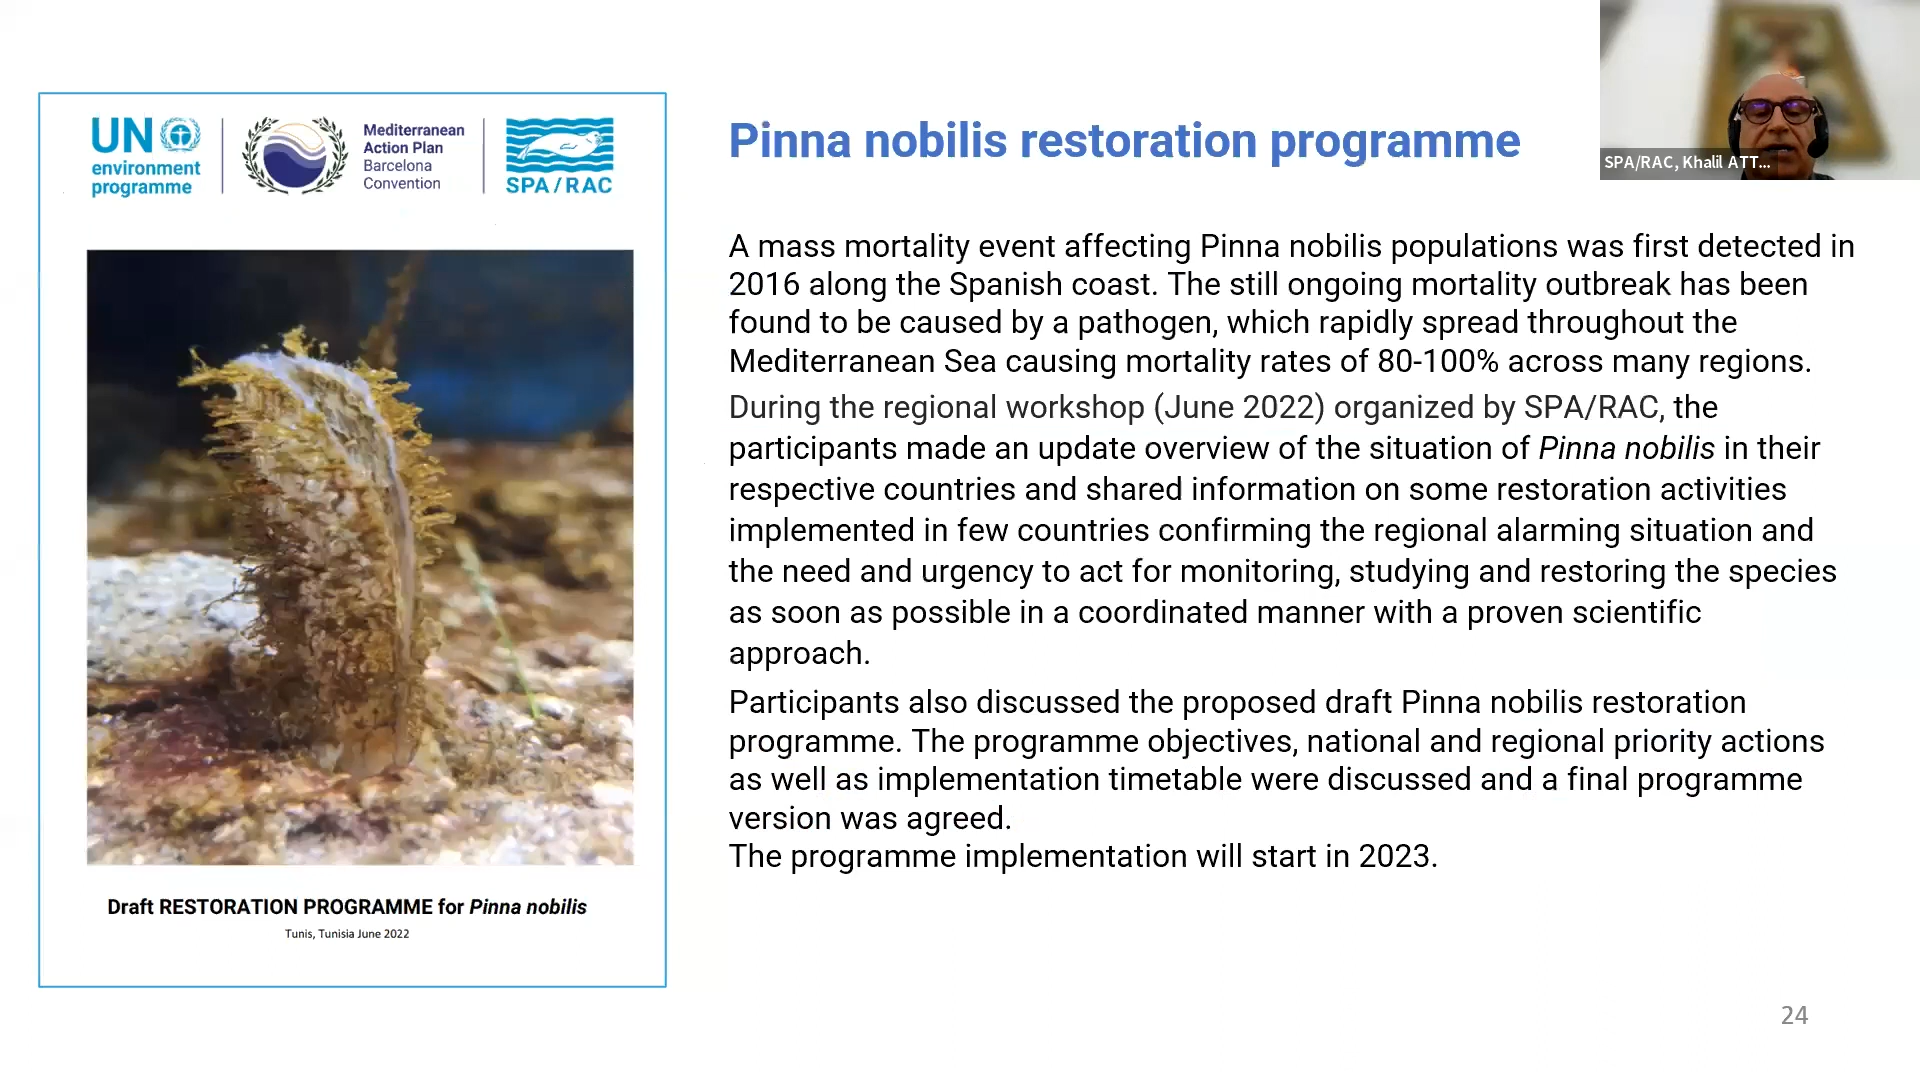 UN
environment
programme
Mediterranean
Action Plan
Barcelona
Convention
SPA/RAC
Draft RESTORATION PROGRAMME for Pinna nobilis
Tunis, Tunisia June 2022
Pinna nobilis restoration programme
A mass mortality event affecting Pinna nobilis populations was first detected in
2016 along the Spanish coast. The still ongoing mortality outbreak has been
found to be caused by a pathogen, which rapidly spread throughout the
Mediterranean Sea causing mortality rates of 80-100% across many regions.
During the regional workshop (June 2022) organized by SPA/RAC, the
participants made an update overview of the situation of Pinna nobilis in their
respective countries and shared information on some restoration activities
implemented in few countries confirming the regional alarming situation and
the need and urgency to act for monitoring, studying and restoring the species
as soon as possible in a coordinated manner with a proven scientific
approach.
Participants also discussed the proposed draft Pinna nobilis restoration
programme. The programme objectives, national and regional priority actions
as well as implementation timetable were discussed and a final programme
version was agreed.
The programme implementation will start in 2023.
SPA/RAC, Khalil ATT...
24